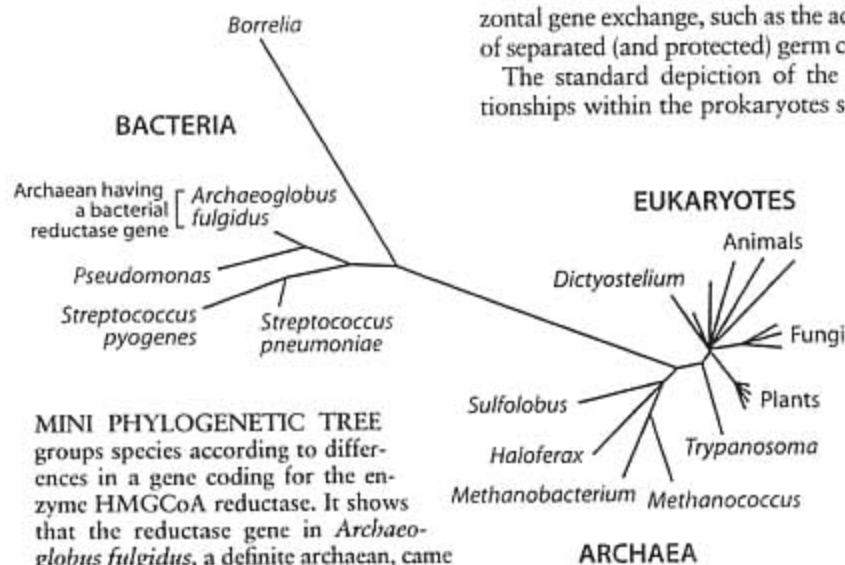 Borrelia
zontal gene exchange, such as the
of separated (and protected) germ
The standard depiction of the
tionships within the prokaryotes
BACTERIA
Archaean having
a bacterial
reductase gene
Archaeoglobus
fulgidus
Pseudomonas
Streptococcus
pyogenes
Streptococcus
pneumoniae
EUKARYOTES
Animals
Dictyostelium
Fungi
Plants
Trypanosoma
Sulfolobus
Haloferax
Methanobacterium
Methanococcus
ARCHAEA
MINI PHYLOGENETIC TREE
groups species according to differ-
ences in a gene coding for the en-
zyme HMGCoA reductase. It shows
that the reductase gene in Archaeo-
globus fulgidus, a definite archaean, came